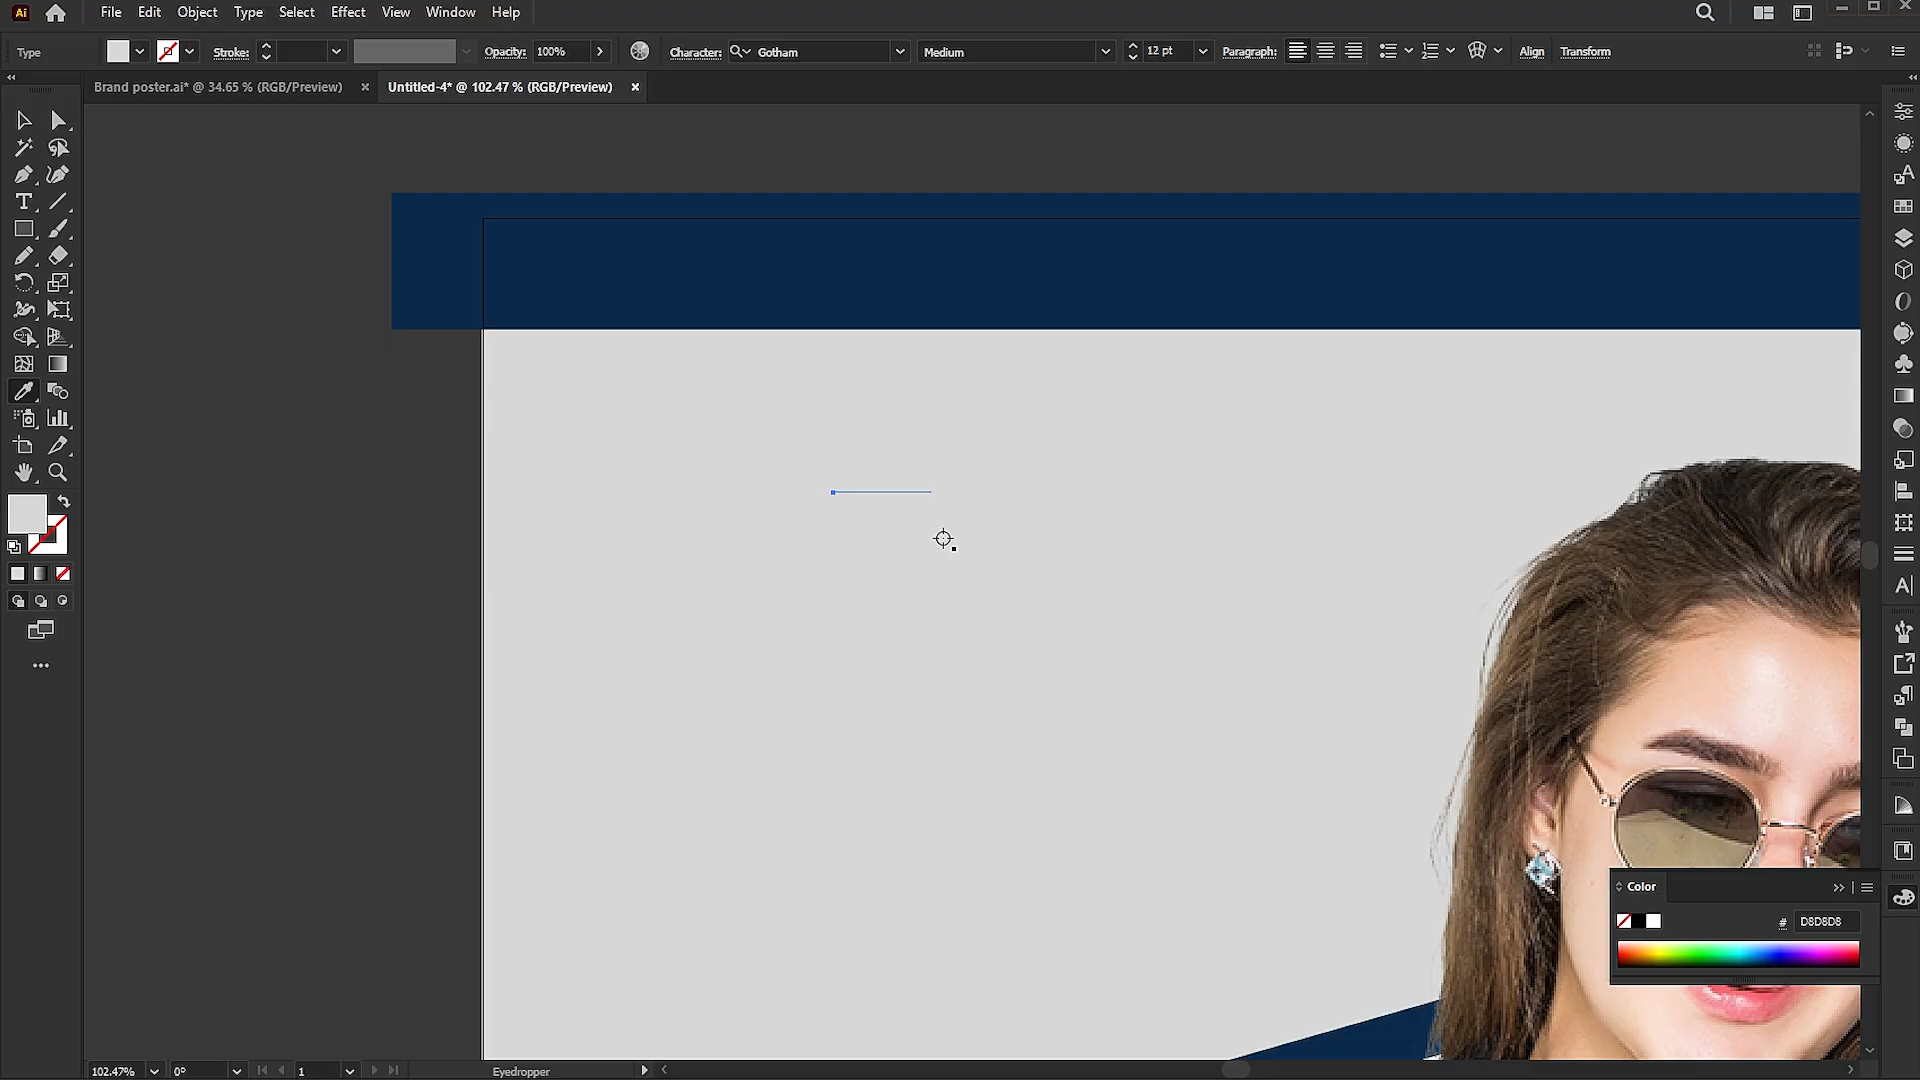 Ai File Edit Object Type Select Effect View Window Help
Type Stroke: Opacity: 100% Character: Gotham Medium 12 pt Paragraph: Align Transform
Brand poster.ai* @ 34.65 % (RGB/Preview) × Untitled-4* @ 102.47 % (RGB/Preview) ×
Color
# D8D8D8
102.47% 0° 1 Eyedropper